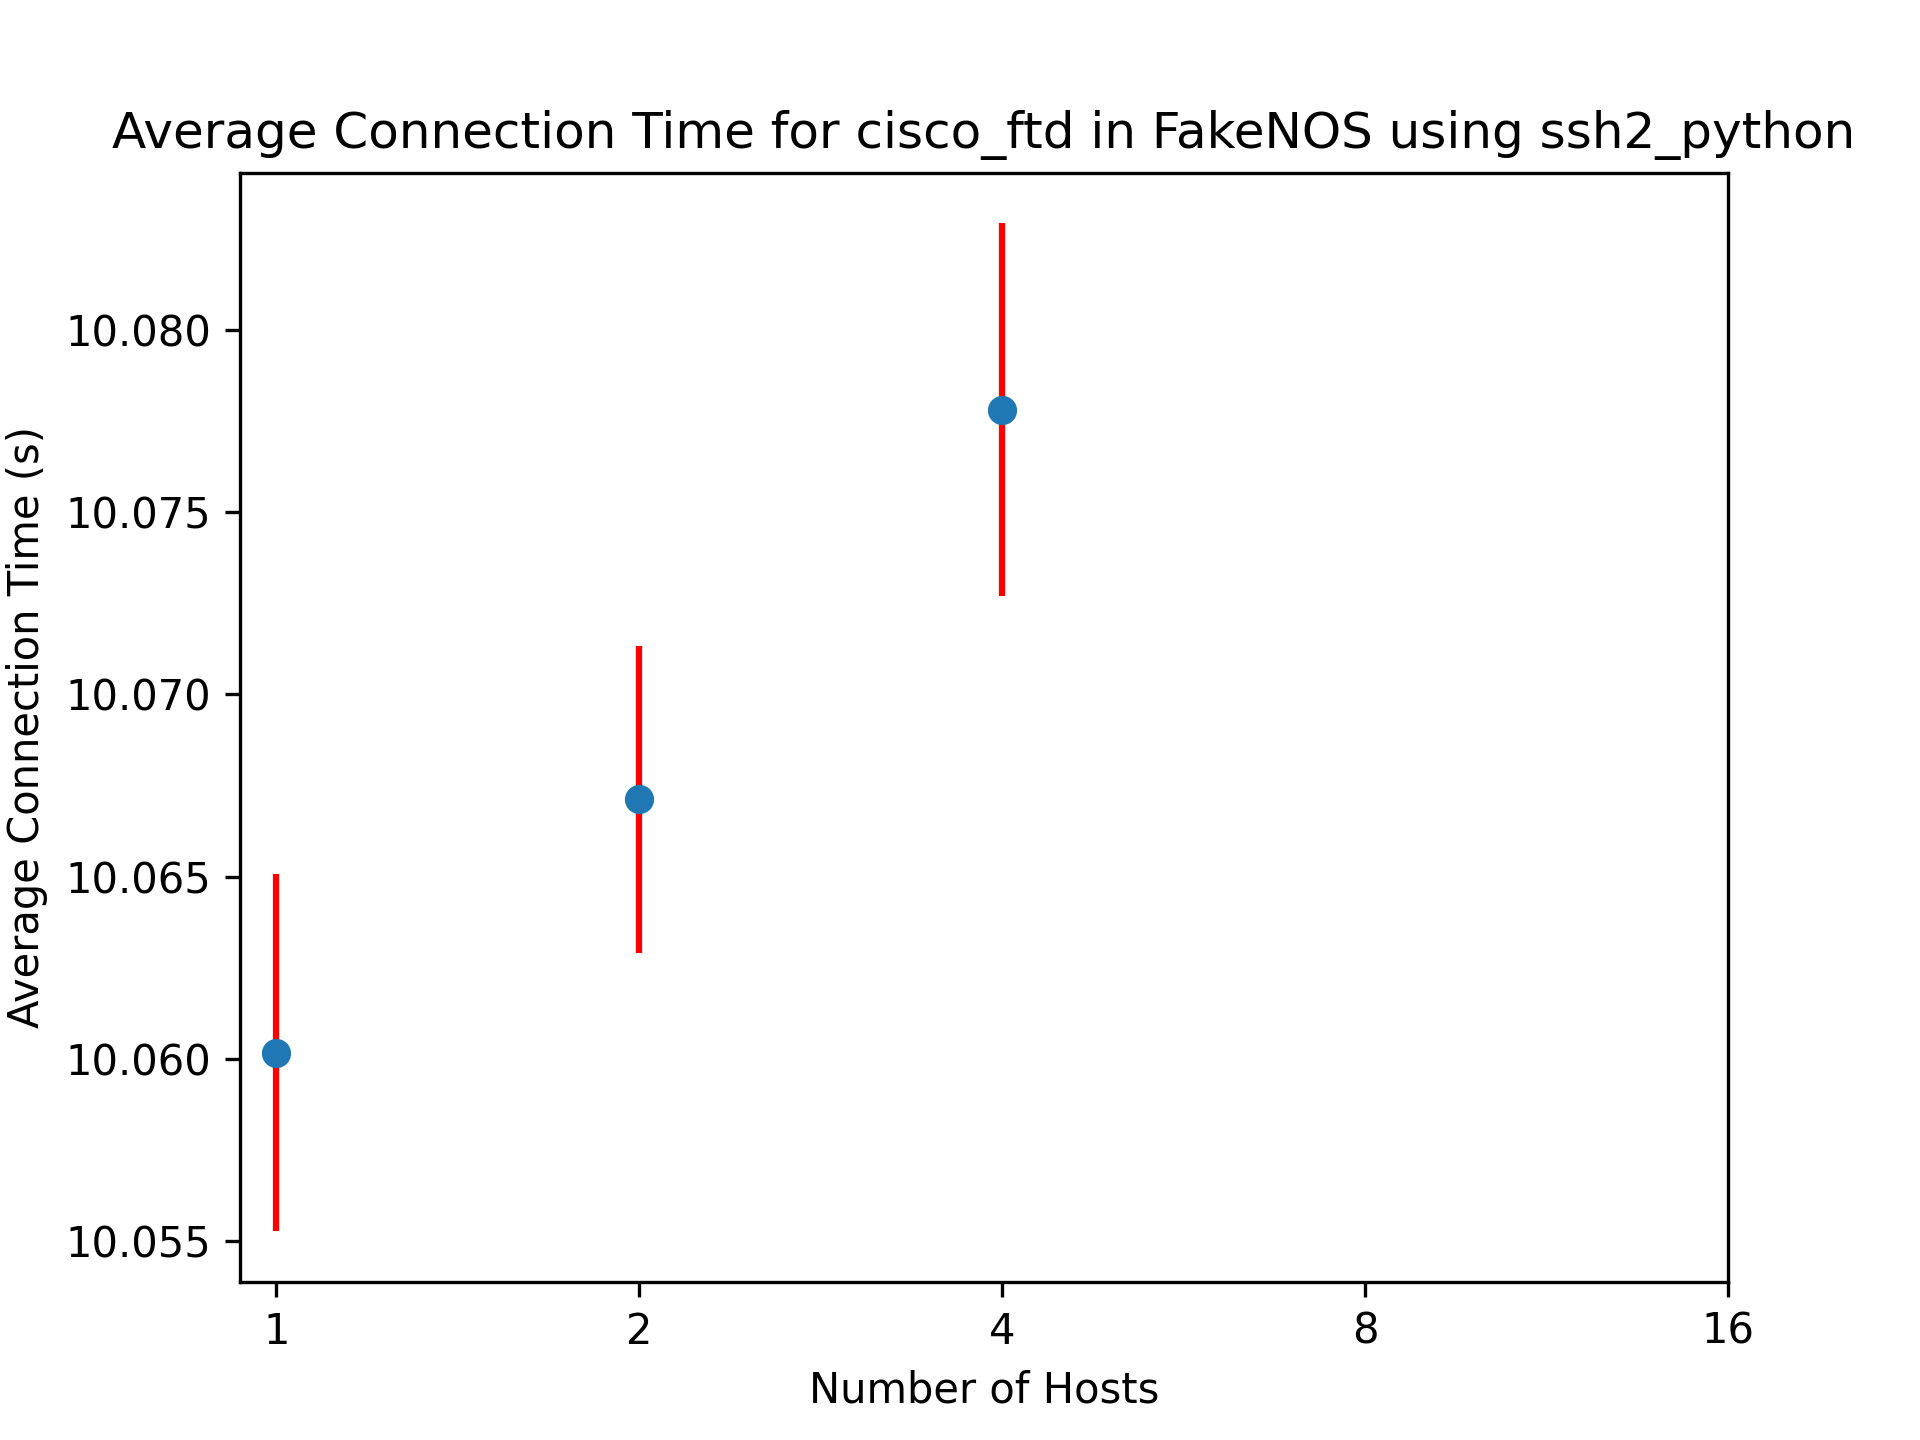 Average Connection Time for cisco_ftd in FakeNOS using ssh2_python
Average Connection Time (s)
10.080
10.075
10.070
10.065
10.060
10.055
1 2 4 8 16
Number of Hosts